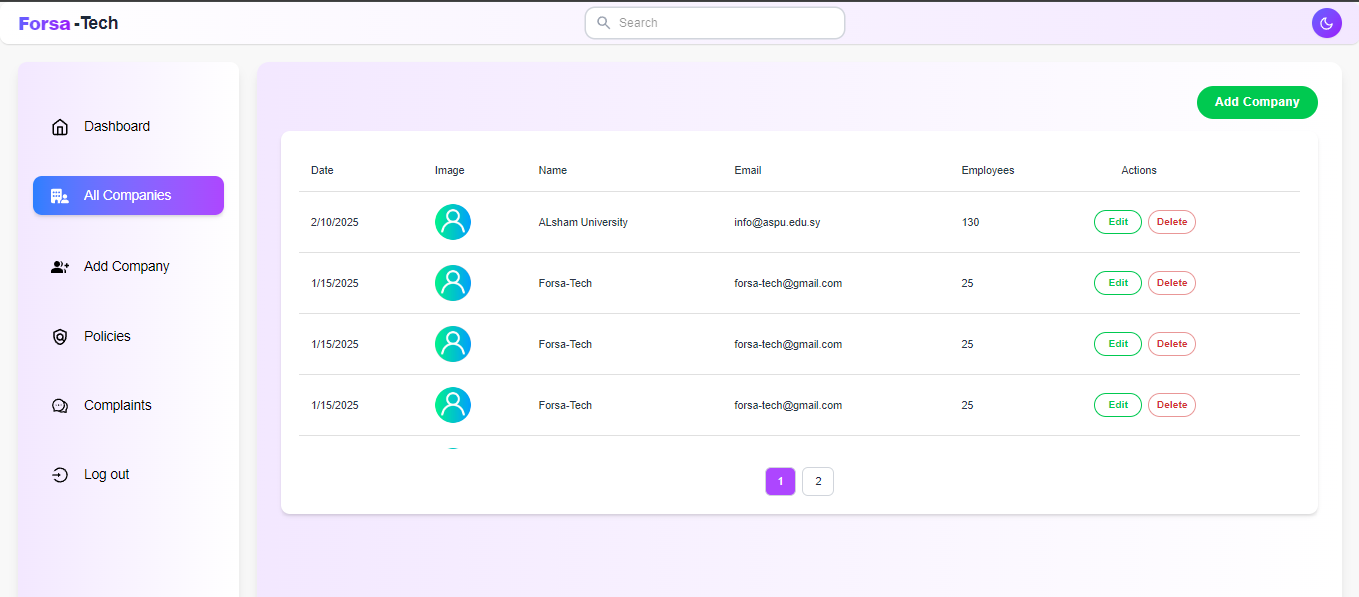 Forsa -Tech
Search
Dashboard
All Companies
Add Company
Policies
Complaints
Log out
Add Company
Date Image Name Email Employees Actions
2/10/2025 ALsham University info@aspu.edu.sy 130 Edit Delete
1/15/2025 Forsa-Tech forsa-tech@gmail.com 25 Edit Delete
1/15/2025 Forsa-Tech forsa-tech@gmail.com 25 Edit Delete
1/15/2025 Forsa-Tech forsa-tech@gmail.com 25 Edit Delete
1 2